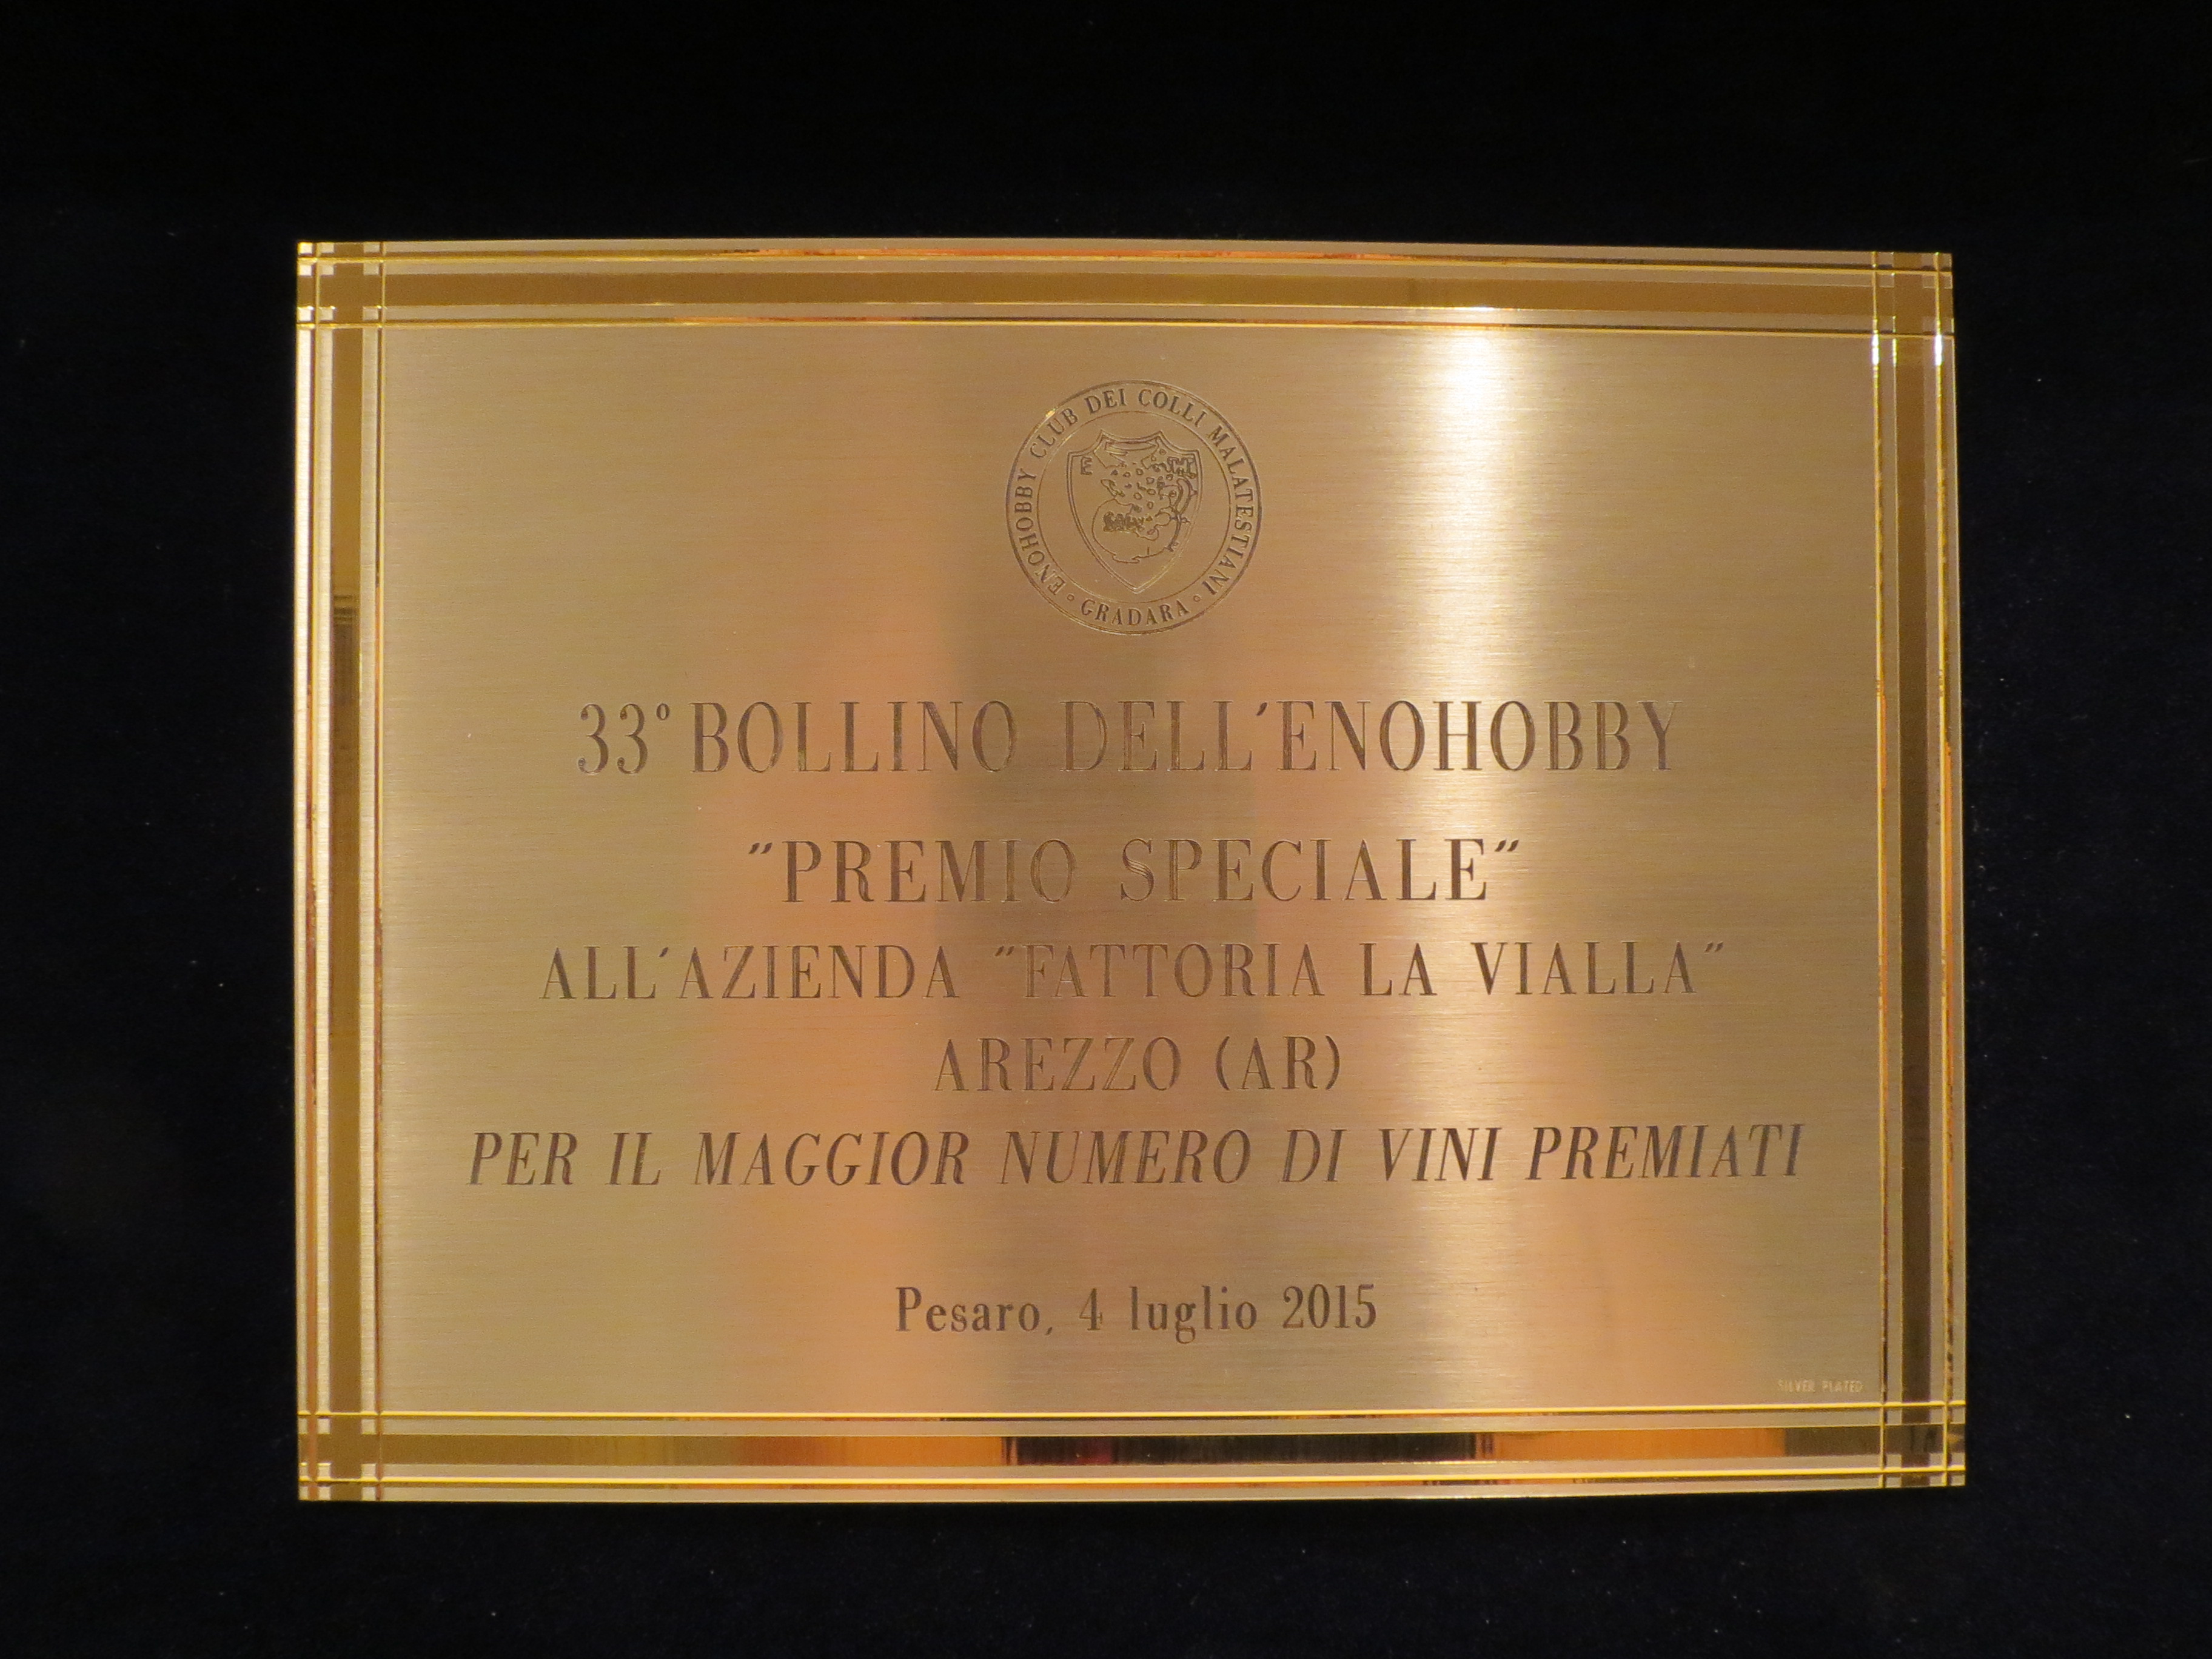 ENOHOBBY CLUB DEI COLLI MALATESTIANI
GRADARA
33° BOLLINO DELL'ENOHOBBY
"PREMIO SPECIALE"
ALL'AZIENDA "FATTORIA LA VIALLA"
AREZZO (AR)
PER IL MAGGIOR NUMERO DI VINI PREMIATI
Pesaro, 4 luglio 2015
SILVER PLATED